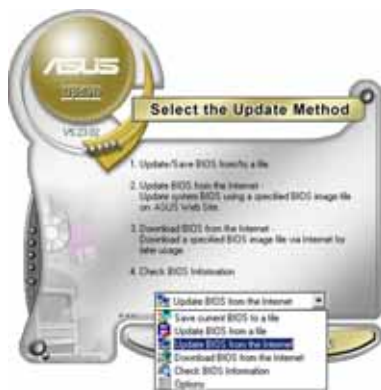 ASUS
Update
Select the Update Method
1. Update/Save BIOS from/to a file
2. Update BIOS from the Internet -
Update system BIOS using a specified BIOS image file
on ASUS Web Site.
3. Download BIOS from the Internet -
Download a specified BIOS image file via Internet for
later usage.
4. Check BIOS Information
Update BIOS from the Internet
Save current BIOS to a file
Update BIOS from a file
Update BIOS from the Internet
Download BIOS from the Internet
Check BIOS Information
Options